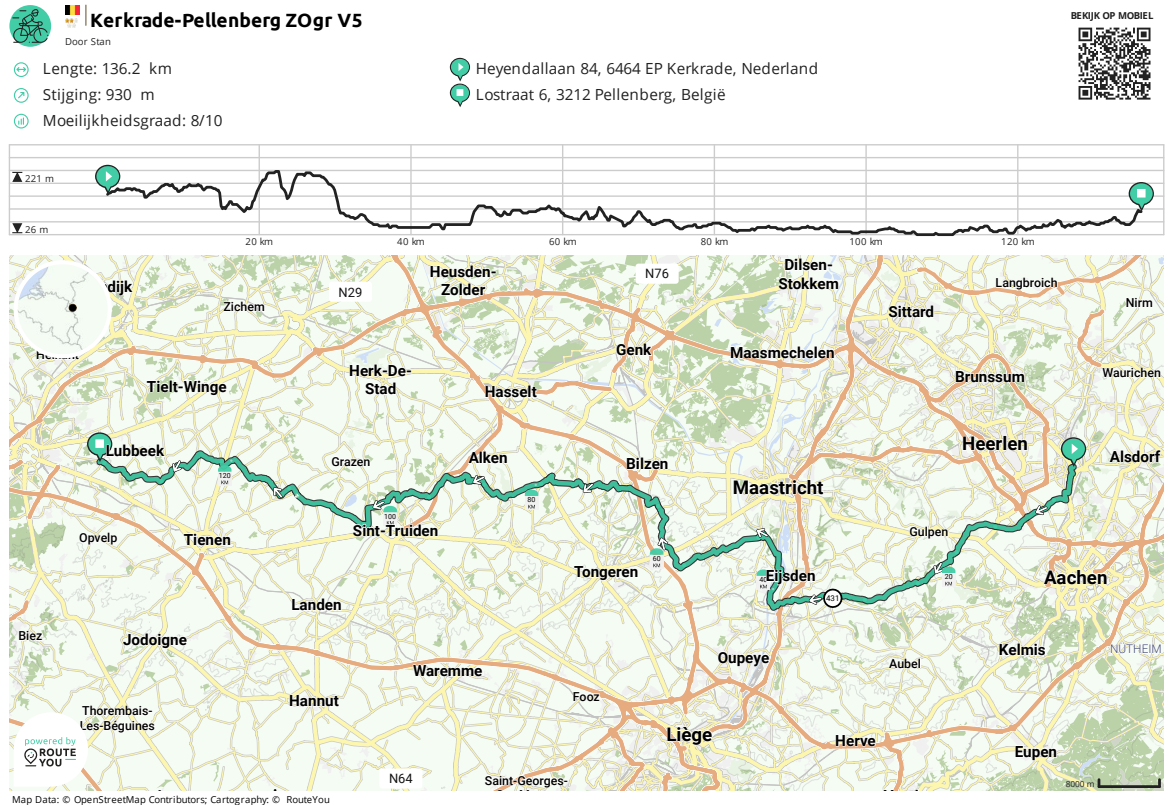 Kerkrade-Pellenberg ZOgr V5
Door Stan
BEKIJK OP MOBIEL
Lengte: 136.2 km
Stijging: 930 m
Moeilijkheidsgraad: 8/10
Heyendallaan 84, 6464 EP Kerkrade, Nederland
Lostraat 6, 3212 Pellenberg, België
221 m
26 m
20 km
40 km
60 km
80 km
100 km
120 km
dijk
Zichem
N29
Heusden-
Zolder
N76
Dilsen-
Stokkem
Langbroich
Sittard
Nirm
Genk
Maasmechelen
Tielt-Winge
Herk-De-
Stad
Hasselt
Brunssum
Waurichen
Lubbeek
Grazen
Alken
Bilzen
Heerlen
Alsdorf
120
KM
80
KM
Maastricht
100
KM
Sint-Truiden
Opvelp
Tienen
Gulpen
60
KM
Tongeren
40
KM
Eijsden
20
KM
Aachen
431
Landen
Biez
Jodoigne
Oupeye
Aubel
Kelmis
NUTHEIM
Waremme
Hannut
Fooz
Thorembais-
Les-Béguines
Liège
Herve
Eupen
powered by
ROUTE
YOU
N64
Saint-Georges-
8000 m
Map Data: © OpenStreetMap Contributors; Cartography: © RouteYou